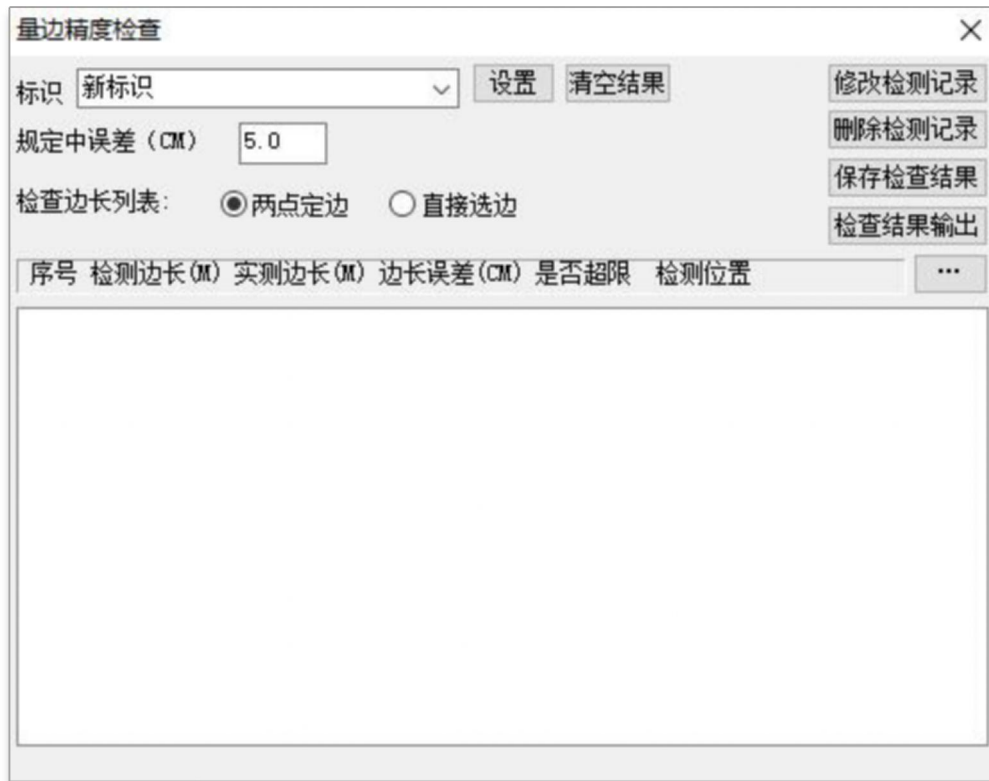 量边精度检查
标识 新标识 设置 清空结果 修改检测记录
规定中误差 (CM) 5.0 删除检测记录
保存检查结果
检查边长列表: 两点定边 直接选边
检查结果输出
序号 检测边长(M) 实测边长(M) 边长误差(CM) 是否超限 检测位置 ...